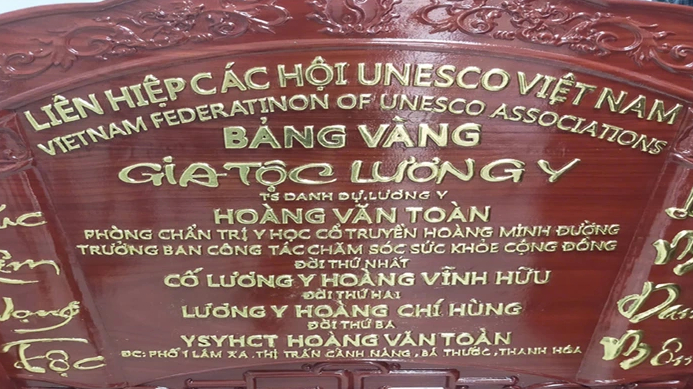 LIÊN HIỆP CÁC HỘI UNESCO VIỆT NAM
VIETNAM FEDERATINON OF UNESCO ASSOCIATIONS
BẢNG VÀNG
GIA TỘC LƯƠNG Y
TS DANH DỰ.LƯƠNG Y
HOÀNG VĂN TOÀN
PHÒNG CHẨN TRỊ Y HỌC CỔ TRUYỀN HOÀNG MINH ĐƯỜNG
TRƯỞNG BAN CÔNG TÁC CHĂM SÓC SỨC KHỎE CỘNG ĐỒNG
ĐỜI THỨ NHẤT
CỐ LƯƠNG Y HOÀNG VĨNH HỮU
ĐỜI THỨ HAI
LƯƠNG Y HOÀNG CHÍ HÙNG
ĐỜI THỨ BA
YSYHCT HOÀNG VĂN TOÀN
ĐC: PHỐ 1 LÂM XA .THỊ TRẤN CÀNH NÀNG, BÁ THƯỚC, THANH HÓA
Tộc